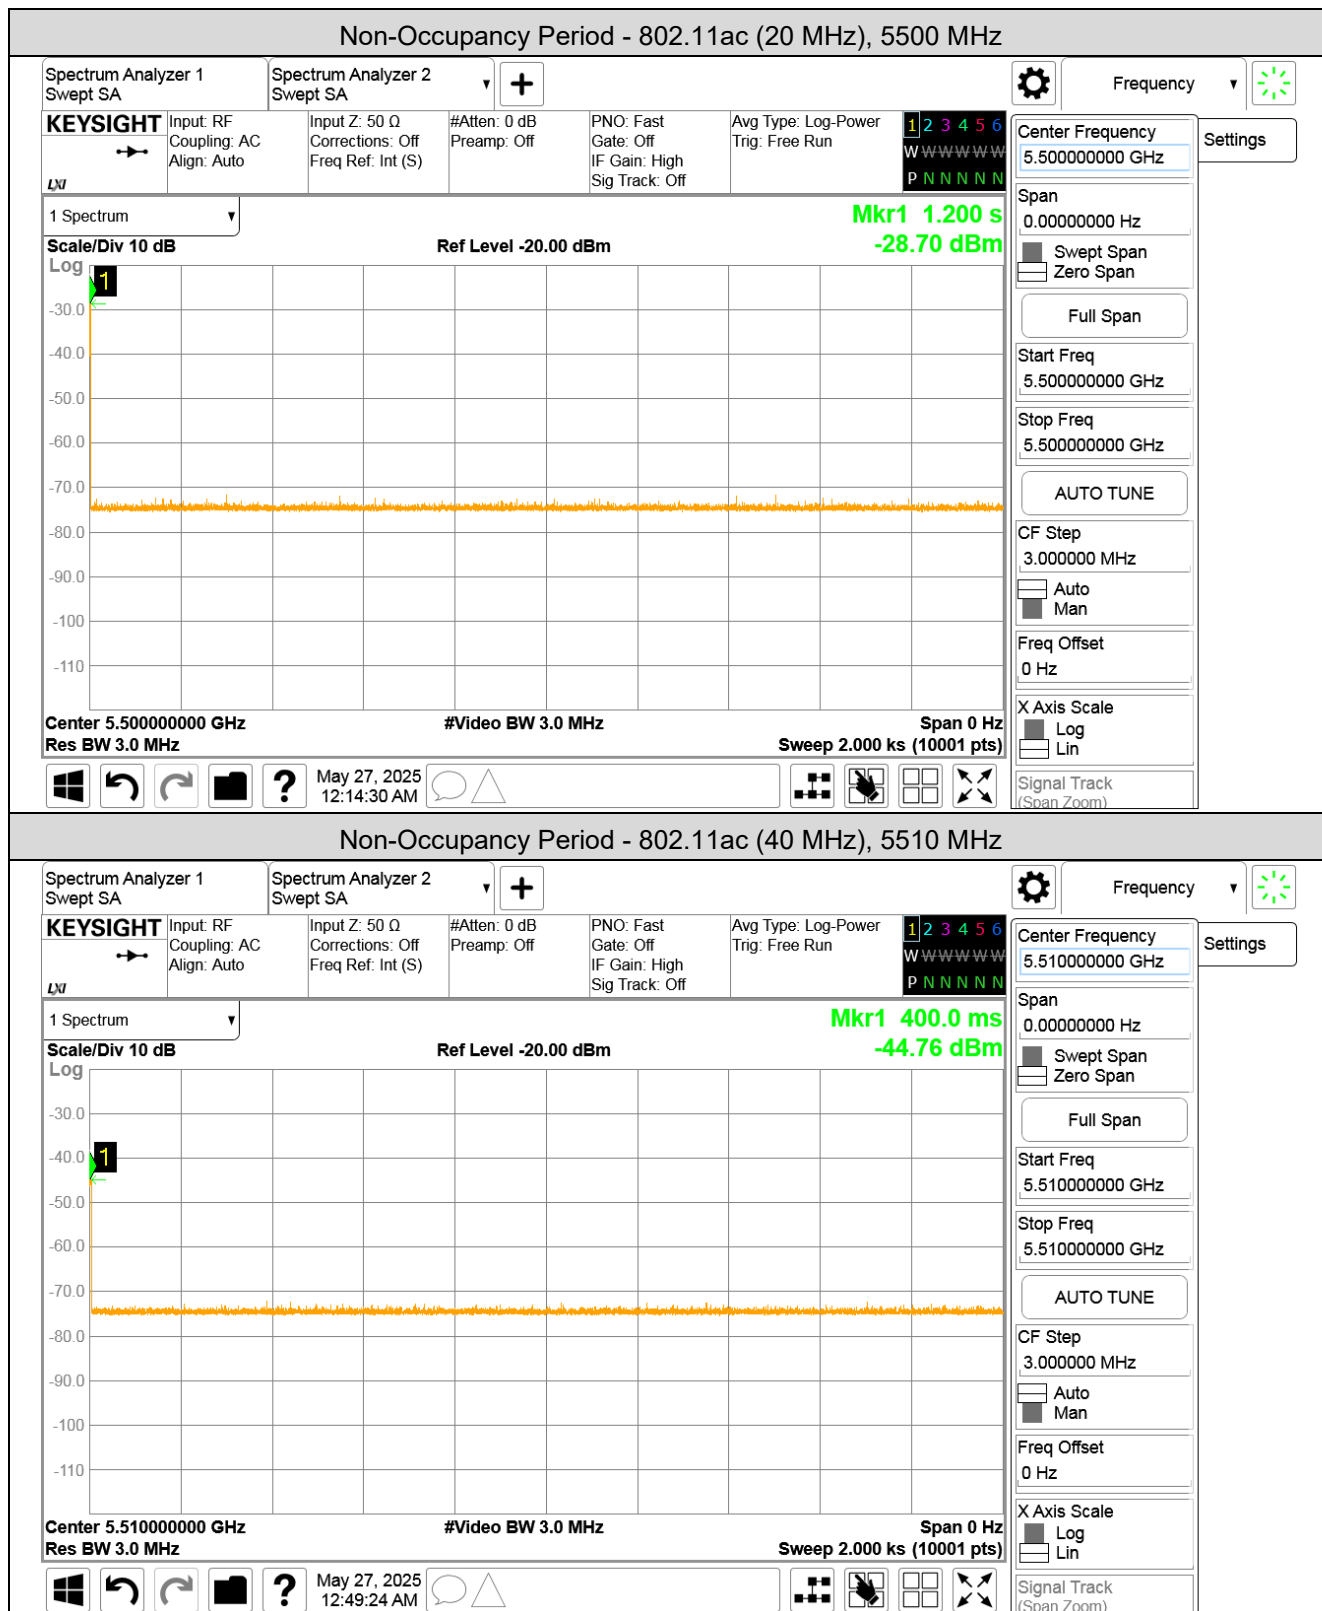 Non-Occupancy Period - 802.11ac (20 MHz), 5500 MHz
Spectrum Analyzer 1
Swept SA
Spectrum Analyzer 2
Swept SA
Frequency
KEYSIGHT
LXI
Input: RF
Coupling: AC
Align: Auto
Input Z: 50 Ω
Corrections: Off
Freq Ref: Int (S)
#Atten: 0 dB
Preamp: Off
PNO: Fast
Gate: Off
IF Gain: High
Sig Track: Off
Avg Type: Log-Power
Trig: Free Run
1 2 3 4 5 6
W W W W W W
P N N N N N
Center Frequency
5.500000000 GHz
Settings
Span
0.00000000 Hz
Swept Span
Zero Span
Full Span
Start Freq
5.500000000 GHz
Stop Freq
5.500000000 GHz
AUTO TUNE
CF Step
3.000000 MHz
Auto
Man
Freq Offset
0 Hz
X Axis Scale
Log
Lin
Signal Track
(Span Zoom)
1 Spectrum
Mkr1 1.200 s
-28.70 dBm
Scale/Div 10 dB
Ref Level -20.00 dBm
Log
1
-30.0
-40.0
-50.0
-60.0
-70.0
-80.0
-90.0
-100
-110
Center 5.500000000 GHz
#Video BW 3.0 MHz
Span 0 Hz
Res BW 3.0 MHz
Sweep 2.000 ks (10001 pts)
?
May 27, 2025
12:14:30 AM
Non-Occupancy Period - 802.11ac (40 MHz), 5510 MHz
Spectrum Analyzer 1
Swept SA
Spectrum Analyzer 2
Swept SA
Frequency
KEYSIGHT
LXI
Input: RF
Coupling: AC
Align: Auto
Input Z: 50 Ω
Corrections: Off
Freq Ref: Int (S)
#Atten: 0 dB
Preamp: Off
PNO: Fast
Gate: Off
IF Gain: High
Sig Track: Off
Avg Type: Log-Power
Trig: Free Run
1 2 3 4 5 6
W W W W W W
P N N N N N
Center Frequency
5.510000000 GHz
Settings
Span
0.00000000 Hz
Swept Span
Zero Span
Full Span
Start Freq
5.510000000 GHz
Stop Freq
5.510000000 GHz
AUTO TUNE
CF Step
3.000000 MHz
Auto
Man
Freq Offset
0 Hz
X Axis Scale
Log
Lin
Signal Track
(Span Zoom)
1 Spectrum
Mkr1 400.0 ms
-44.76 dBm
Scale/Div 10 dB
Ref Level -20.00 dBm
Log
1
-30.0
-40.0
-50.0
-60.0
-70.0
-80.0
-90.0
-100
-110
Center 5.510000000 GHz
#Video BW 3.0 MHz
Span 0 Hz
Res BW 3.0 MHz
Sweep 2.000 ks (10001 pts)
?
May 27, 2025
12:49:24 AM